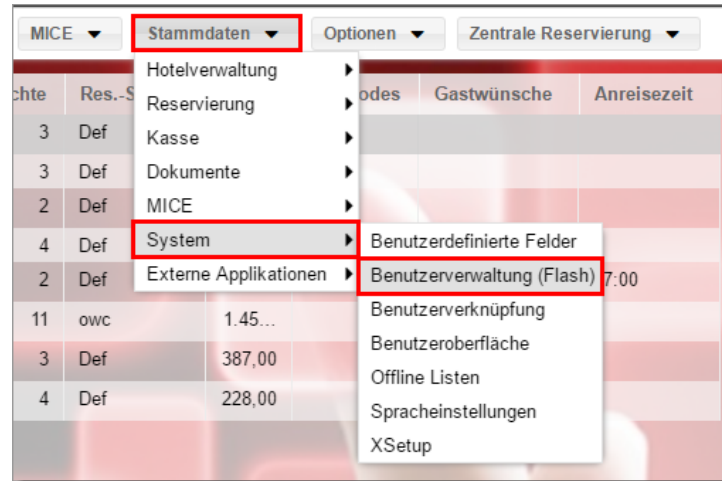 MICE Stammdaten Optionen Zentrale Reservierung
Hotelverwaltung
chte Res.-S odes Gastwünsche Anreisezeit
Reservierung
3 Def
Kasse
3 Def Dokumente
2 Def MICE
4 Def System Benutzerdefinierte Felder
2 Def Externe Applikationen Benutzerverwaltung (Flash) 7:00
11 owc 1.45... Benutzerverknüpfung
3 Def 387,00 Benutzeroberfläche
Offline Listen
4 Def 228,00
Spracheinstellungen
XSetup